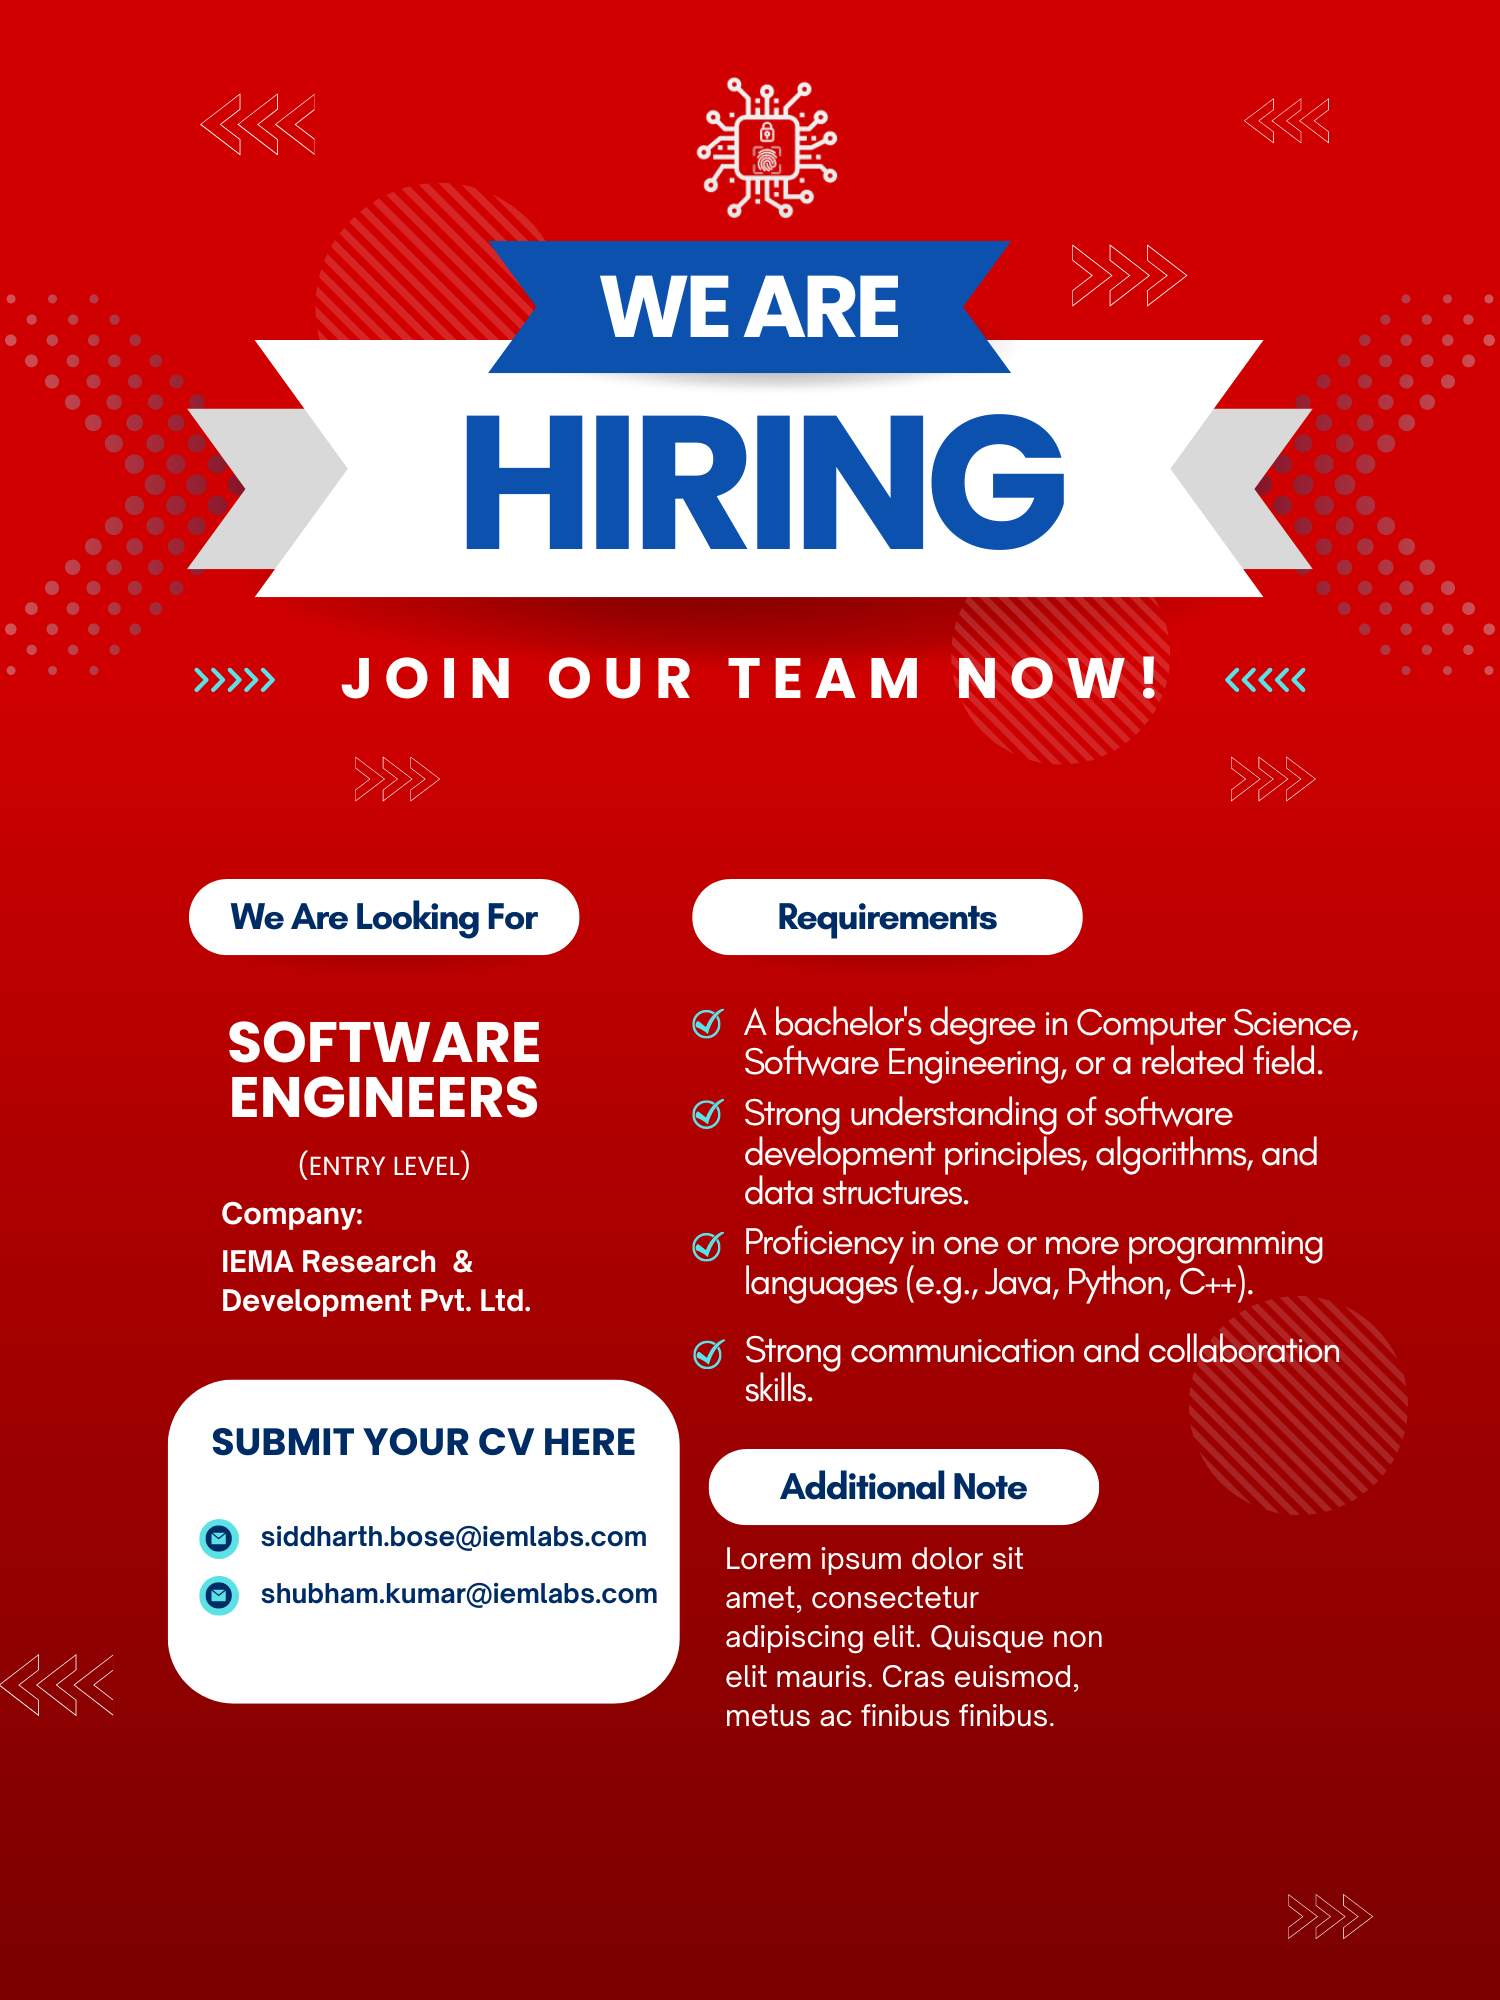 WE ARE
HIRING
JOIN OUR TEAM NOW!
We Are Looking For
SOFTWARE
ENGINEERS
(ENTRY LEVEL)
Company:
IEMA Research &
Development Pvt. Ltd.
SUBMIT YOUR CV HERE
siddharth.bose@iemlabs.com
shubham.kumar@iemlabs.com
Requirements
A bachelor's degree in Computer Science,
Software Engineering, or a related field.
Strong understanding of software
development principles, algorithms, and
data structures.
Proficiency in one or more programming
languages (e.g., Java, Python, C++).
Strong communication and collaboration
skills.
Additional Note
Lorem ipsum dolor sit
amet, consectetur
adipiscing elit. Quisque non
elit mauris. Cras euismod,
metus ac finibus finibus.